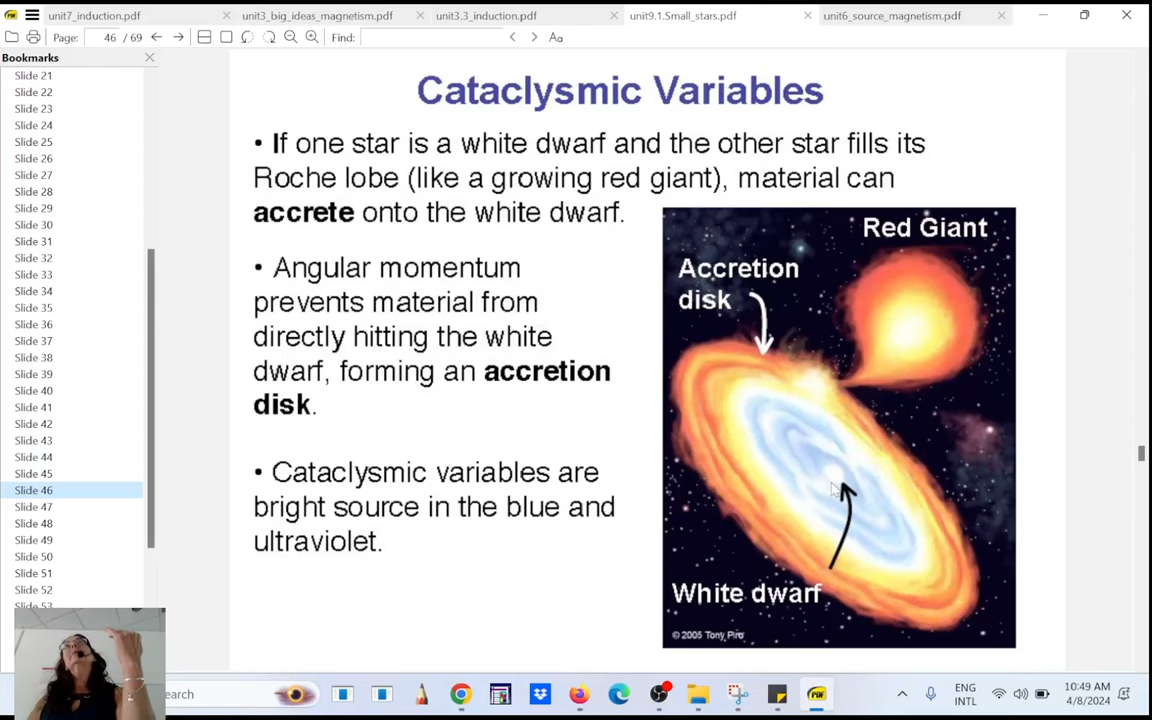 unit7_induction.pdf
unit3_big_ideas_magnetism.pdf
unit3.3_induction.pdf
unit9.1.Small_stars.pdf
unit6_source_magnetism.pdf
Page: 46 / 69
Find:
Aa
Bookmarks
Slide 21
Slide 22
Slide 23
Slide 24
Slide 25
Slide 26
Slide 27
Slide 28
Slide 29
Slide 30
Slide 31
Slide 32
Slide 33
Slide 34
Slide 35
Slide 36
Slide 37
Slide 38
Slide 39
Slide 40
Slide 41
Slide 42
Slide 43
Slide 44
Slide 45
Slide 46
Slide 47
Slide 48
Slide 49
Slide 50
Slide 51
Slide 52
Slide 53
Cataclysmic Variables
• If one star is a white dwarf and the other star fills its
Roche lobe (like a growing red giant), material can
accrete onto the white dwarf.
• Angular momentum
prevents material from
directly hitting the white
dwarf, forming an accretion
disk.
• Cataclysmic variables are
bright source in the blue and
ultraviolet.
Red Giant
Accretion
disk
White dwarf
© 2005 Tony Piro
earch
PDF
ENG
INTL
10:49 AM
4/8/2024